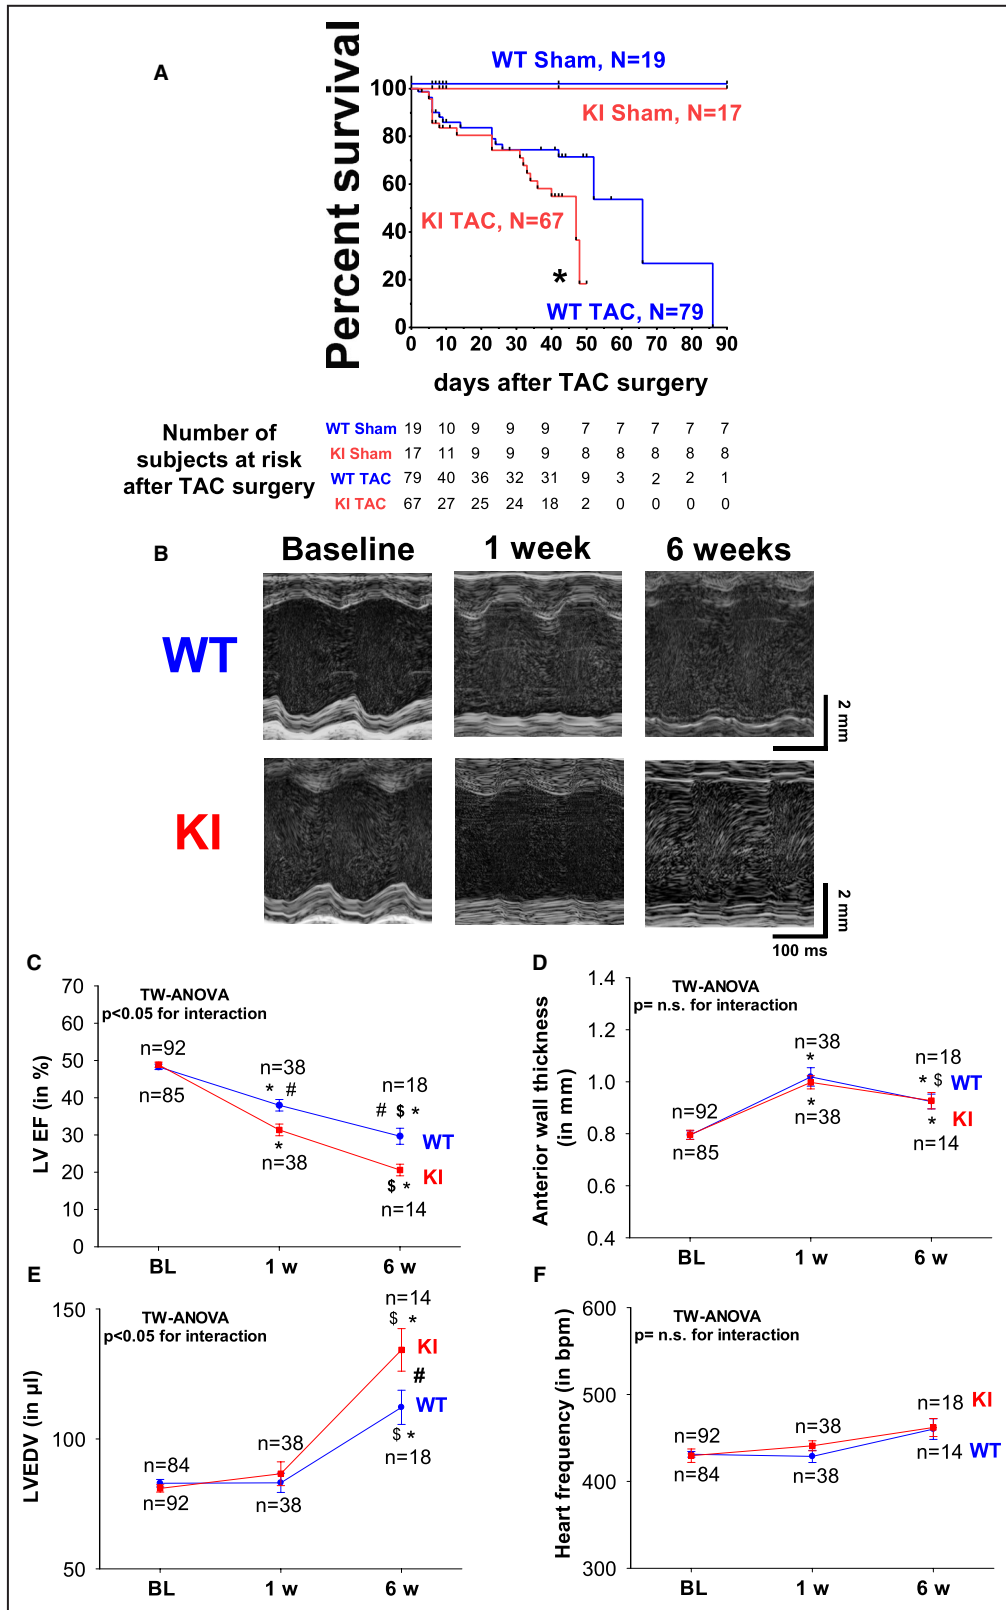 A
Percent survival
WT Sham, N=19
KI Sham, N=17
KI TAC, N=67
*
WT TAC, N=79
100
80
60
40
20
0
0 10 20 30 40 50 60 70 80 90
days after TAC surgery
Number of
subjects at risk
after TAC surgery
WT Sham 19 10 9 9 9 7 7 7 7 7
KI Sham 17 11 9 9 9 8 8 8 8 8
WT TAC 79 40 36 32 31 9 3 2 2 1
KI TAC 67 27 25 24 18 2 0 0 0 0
B
Baseline 1 week 6 weeks
WT
2 mm
KI
2 mm
100 ms
C
LV EF (in %)
70
60
50
40
30
20
10
0
TW-ANOVA
p<0.05 for interaction
n=92
n=85
n=38
* #
*
n=38
n=18
# $ *
WT
KI
$ *
n=14
BL 1 w 6 w
D
Anterior wall thickness
(in mm)
1.4
1.2
1.0
0.8
0.6
0.4
TW-ANOVA
p= n.s. for interaction
n=92
n=85
n=38
*
*
n=38
n=18
* $
WT
KI
*
n=14
BL 1 w 6 w
E
LVEDV (in µl)
150
100
50
TW-ANOVA
p<0.05 for interaction
n=84
n=92
n=38
n=38
n=14
$ *
KI
#
WT
$ *
n=18
BL 1 w 6 w
F
Heart frequency (in bpm)
600
500
400
300
TW-ANOVA
p= n.s. for interaction
n=92
n=84
n=38
n=38
n=18
KI
n=14
WT
BL 1 w 6 w